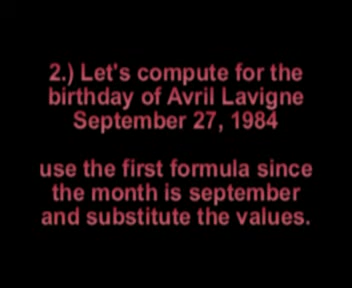 2.) Let's compute for the
birthday of Avril Lavigne
September 27, 1984
use the first formula since
the month is september
and substitute the values.